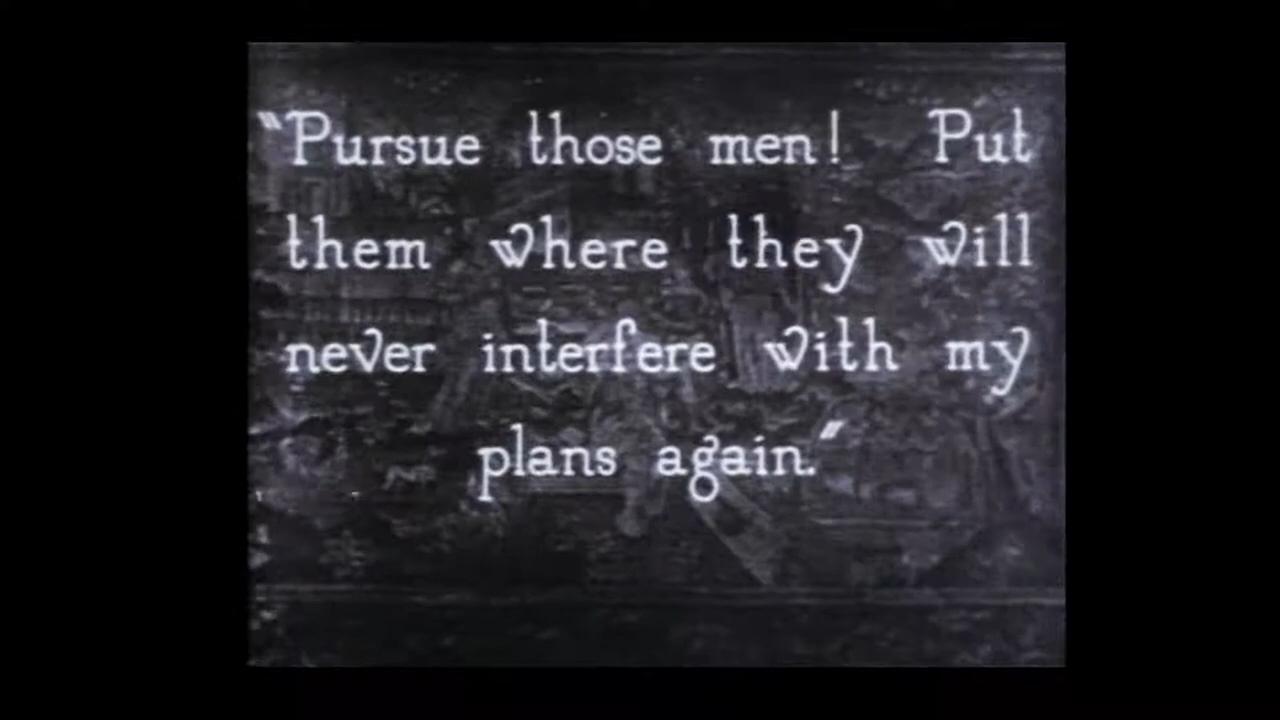 "Pursue those men! Put
them where they will
never interfere with my
plans again."